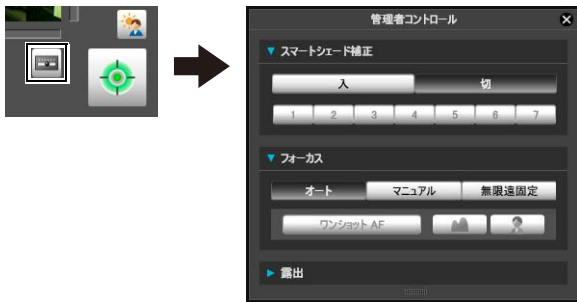 管理者コントロール
スマートシェード補正
入 切
1 2 3 4 5 6 7
フォーカス
オート マニュアル 無限遠固定
ワンショット AF
露出